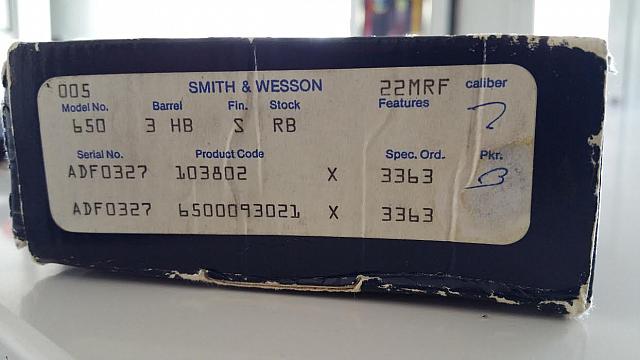 005 SMITH & WESSON 22MRF caliber
Model No. Barrel Fin. Stock Features
650 3 HB S RB
Serial No. Product Code Spec. Ord. Pkr.
ADF0327 103802 X 3363
ADF0327 6500093021 X 3363